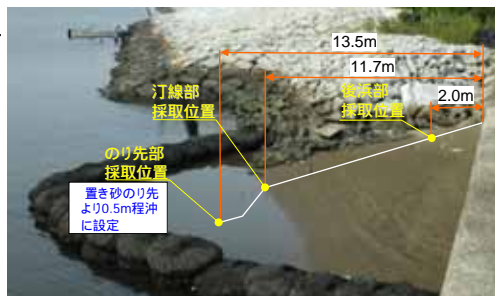 13.5m
11.7m
2.0m
汀線部
採取位置
後浜部
採取位置
のり先部
採取位置
置き砂のり先
より0.5m程沖
に設定